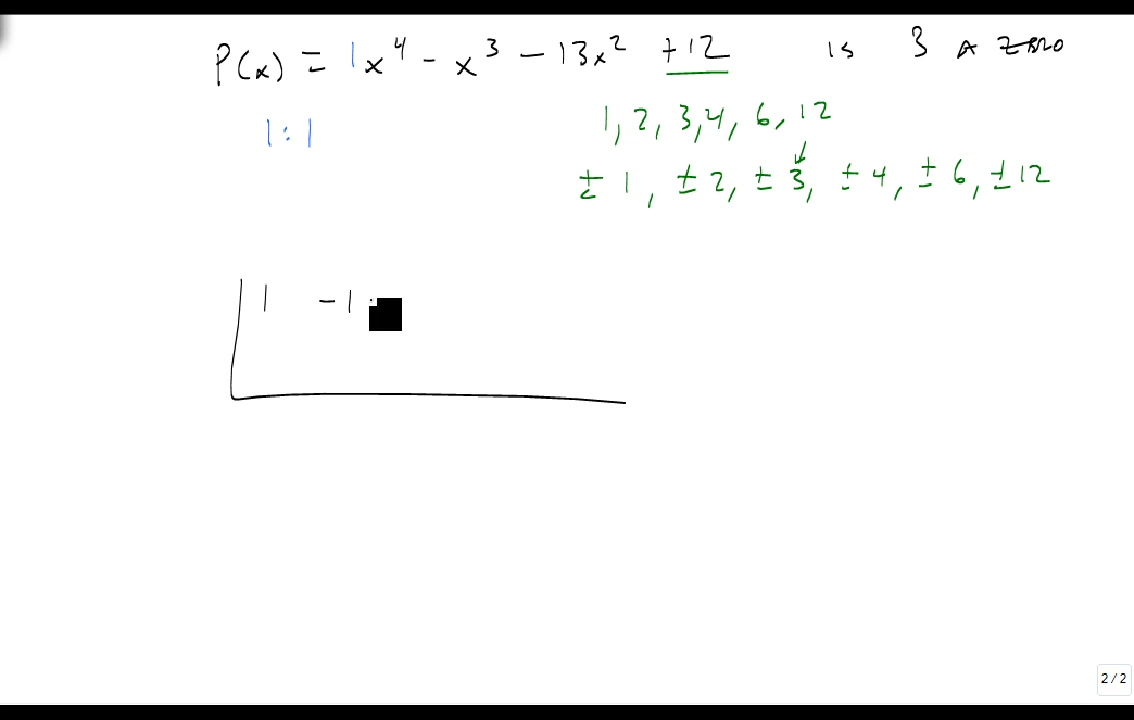 P(x) = 1x⁴ - x³ - 13x² + 12 is 3 A ZERO
1 : 1 1, 2, 3, 4, 6, 12
± 1, ± 2, ± 3, ± 4, ± 6, ± 12
1 -1
2 / 2